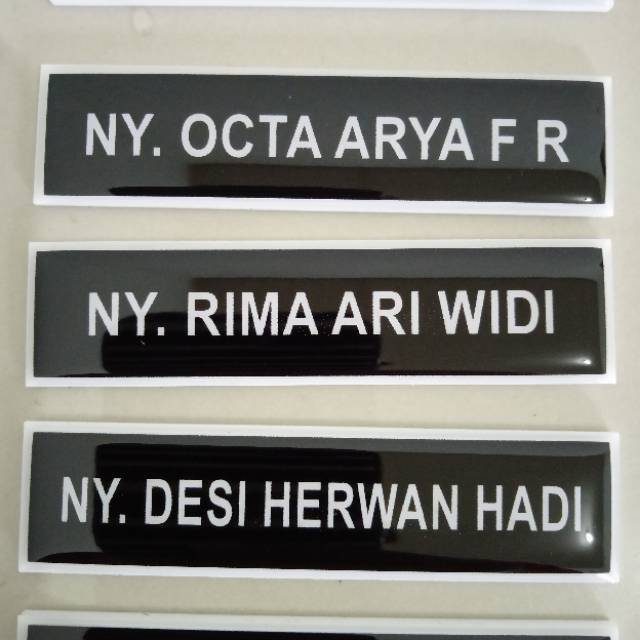 NY. OCTA ARYA F R
NY. RIMA ARI WIDI
NY. DESI HERWAN HADI